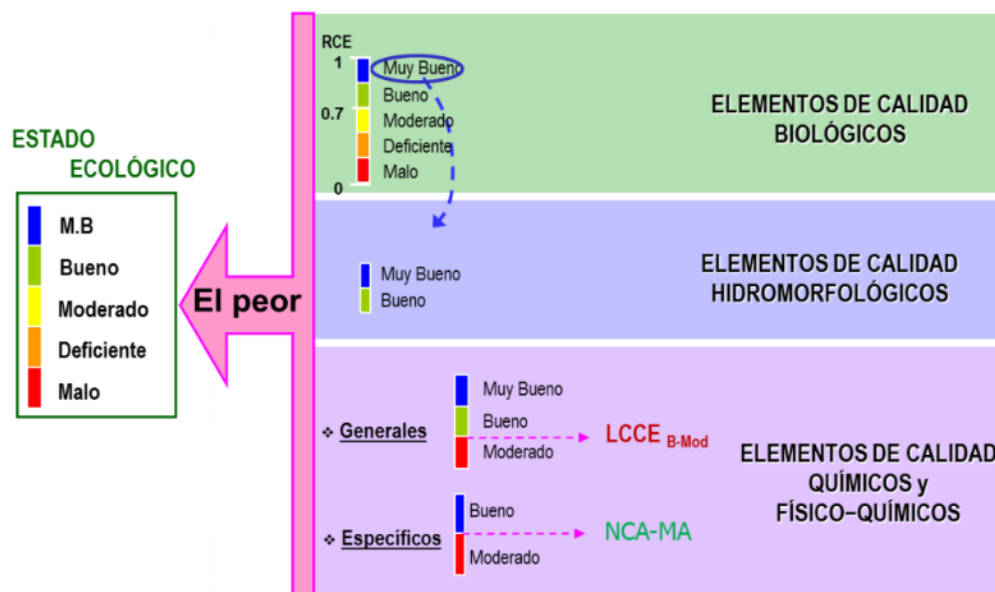 ESTADO
ECOLÓGICO
M.B
Bueno
Moderado
Deficiente
Malo
El peor
RCE
1
0.7
0
Muy Bueno
Bueno
Moderado
Deficiente
Malo
ELEMENTOS DE CALIDAD
BIOLÓGICOS
Muy Bueno
Bueno
ELEMENTOS DE CALIDAD
HIDROMORFOLÓGICOS
❖ Generales
Muy Bueno
Bueno
Moderado
LCCE B-Mod
❖ Específicos
Bueno
Moderado
NCA-MA
ELEMENTOS DE CALIDAD
QUÍMICOS y
FÍSICO-QUÍMICOS